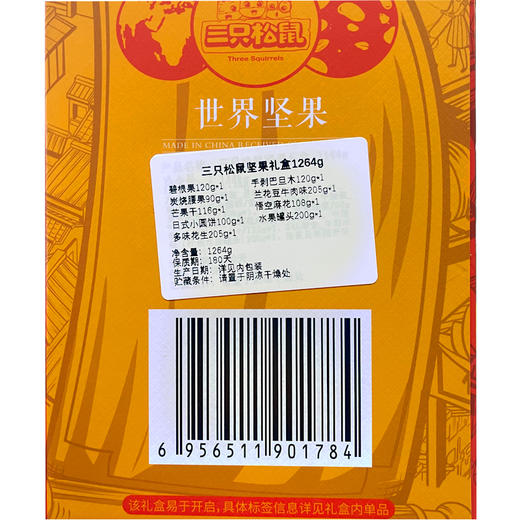 三只松鼠
Three Squirrels
世界坚果
MADE IN CHINA RECEIVED
三只松鼠坚果礼盒1264g
碧根果120g*1 手剥巴旦木120g*1
炭烧腰果90g*1 兰花豆牛肉味205g*1
芒果干116g*1 悟空麻花108g*1
日式小圆饼100g*1 水果罐头200g*1
多味花生205g*1
净含量: 1264g
保质期: 180天
生产日期: 详见内包装
贮藏条件: 请置于阴凉干燥处
6 956511 901784
该礼盒易于开启,具体标签信息详见礼盒内单品